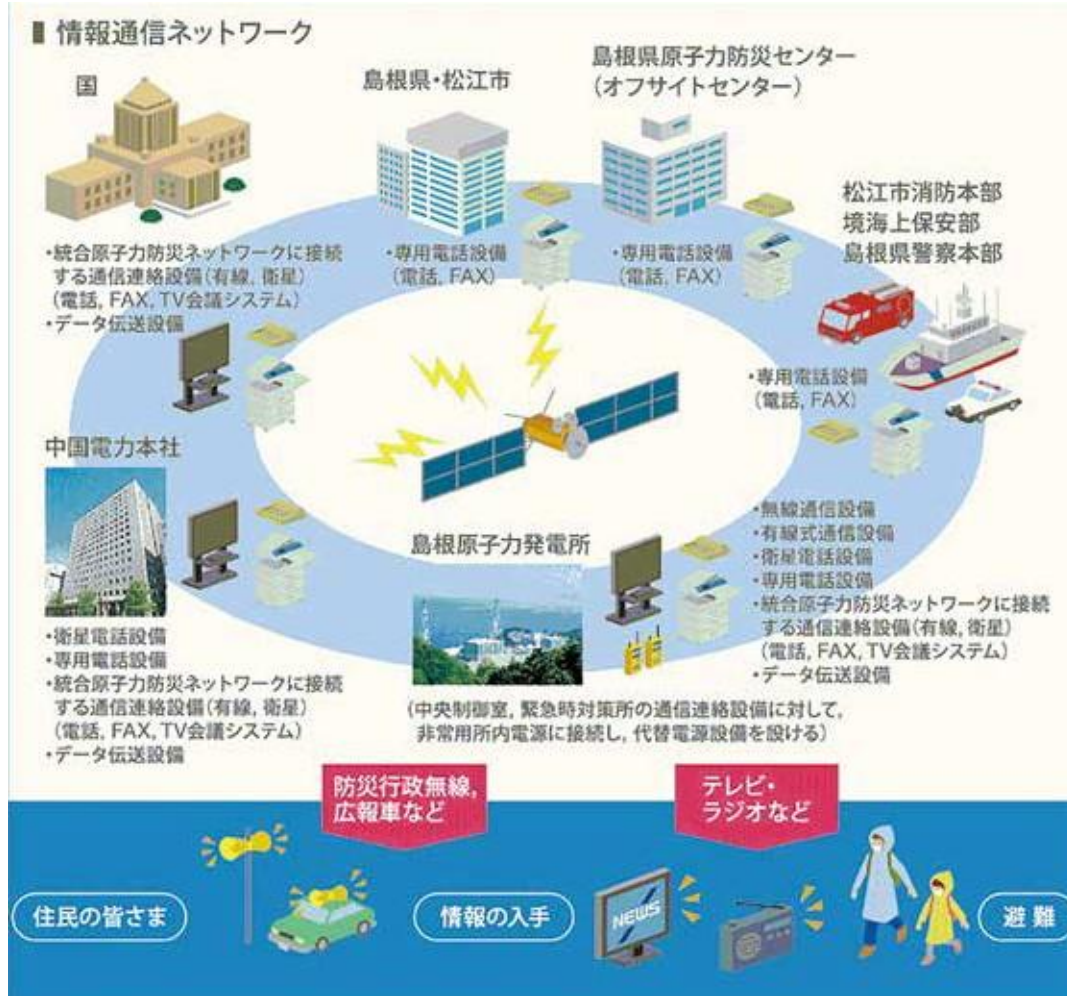 情報通信ネットワーク
国
島根県・松江市
島根県原子力防災センター
(オフサイトセンター)
松江市消防本部
境海上保安部
島根県警察本部
・統合原子力防災ネットワークに接続
する通信連絡設備(有線, 衛星)
(電話, FAX, TV会議システム)
・データ伝送設備
・専用電話設備
(電話, FAX)
・専用電話設備
(電話, FAX)
・専用電話設備
(電話, FAX)
中国電力本社
・衛星電話設備
・専用電話設備
・統合原子力防災ネットワークに接続
する通信連絡設備(有線, 衛星)
(電話, FAX, TV会議システム)
・データ伝送設備
島根原子力発電所
・無線通信設備
・有線式通信設備
・衛星電話設備
・専用電話設備
・統合原子力防災ネットワークに接続
する通信連絡設備(有線, 衛星)
(電話, FAX, TV会議システム)
・データ伝送設備
(中央制御室, 緊急時対策所の通信連絡設備に対して,
非常用所内電源に接続し, 代替電源設備を設ける)
防災行政無線,
広報車など
テレビ・
ラジオなど
住民の皆さま
情報の入手
NEWS
避難